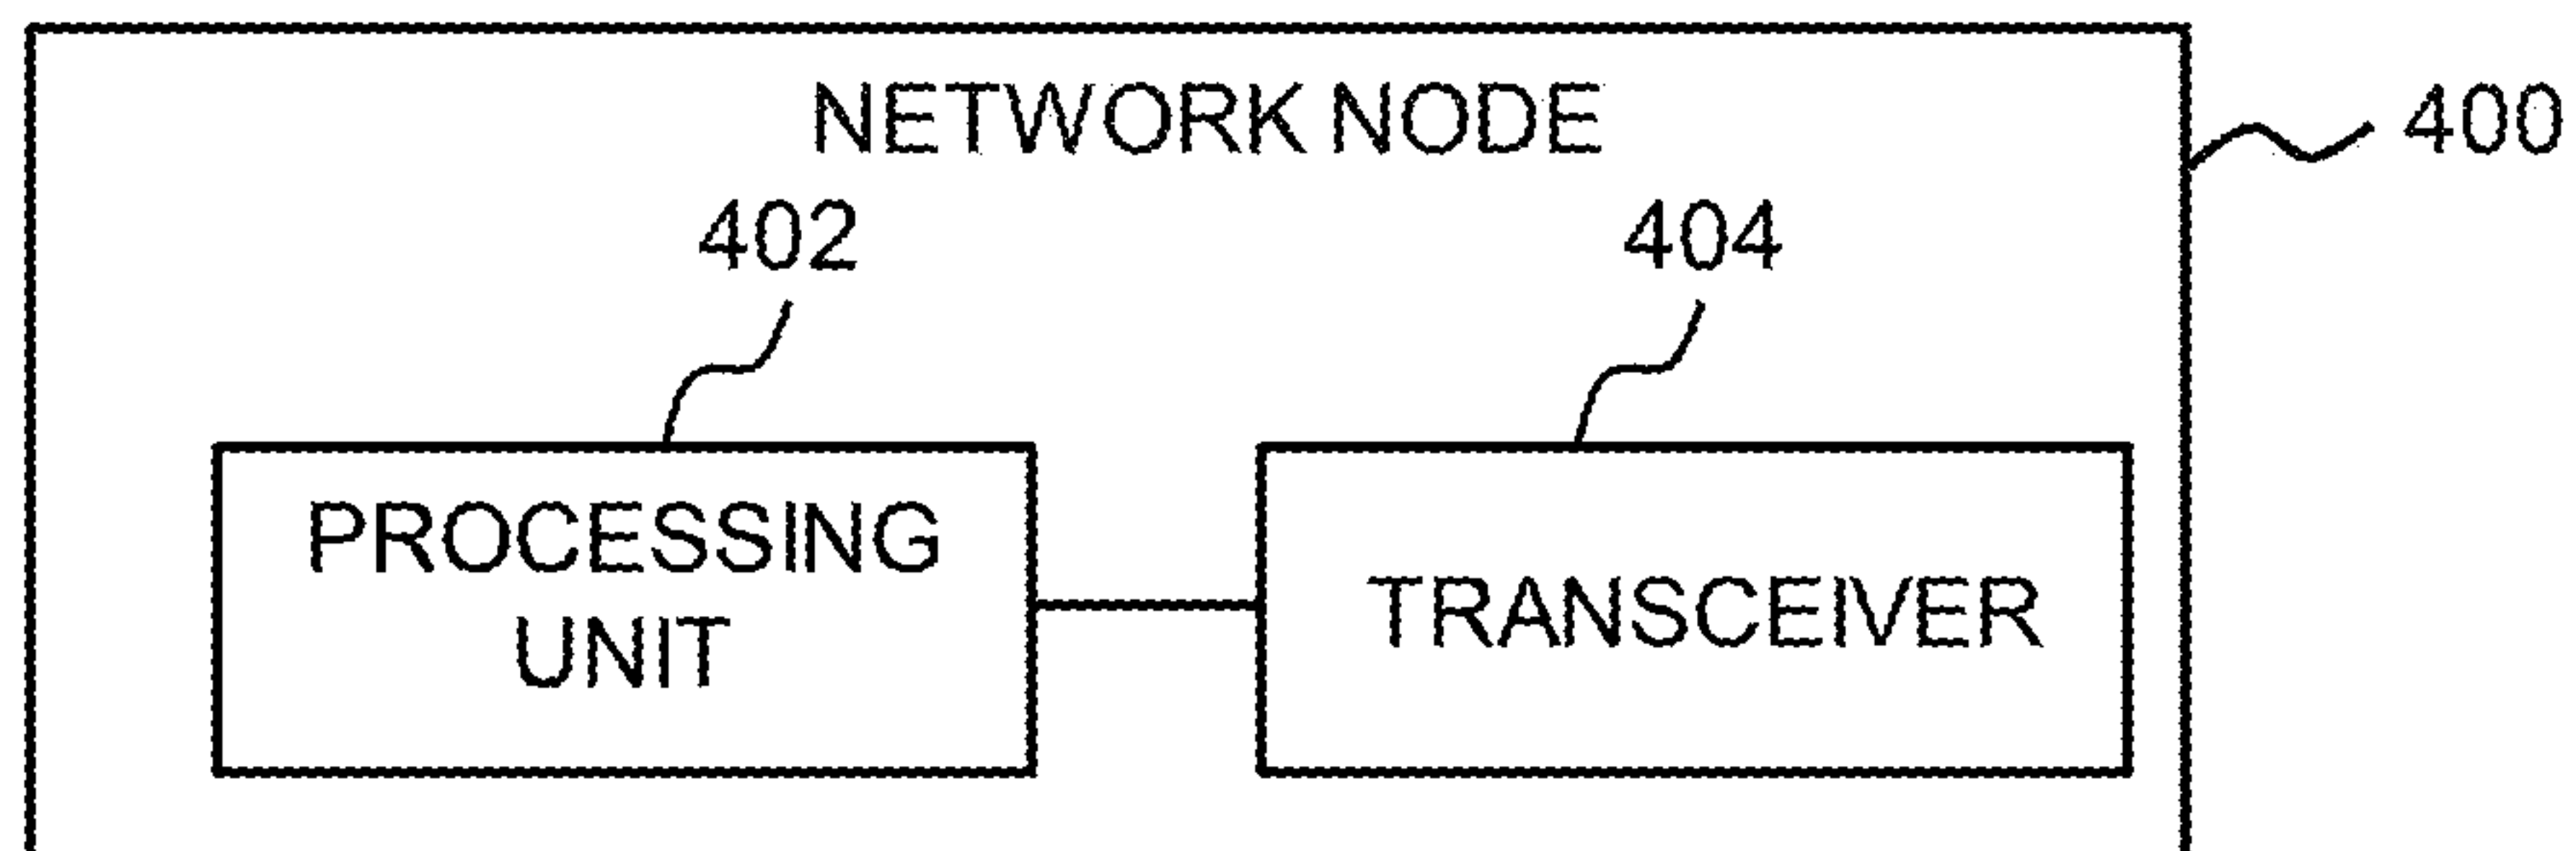 NETWORK NODE
400
402
404
PROCESSING
UNIT
TRANSCEIVER